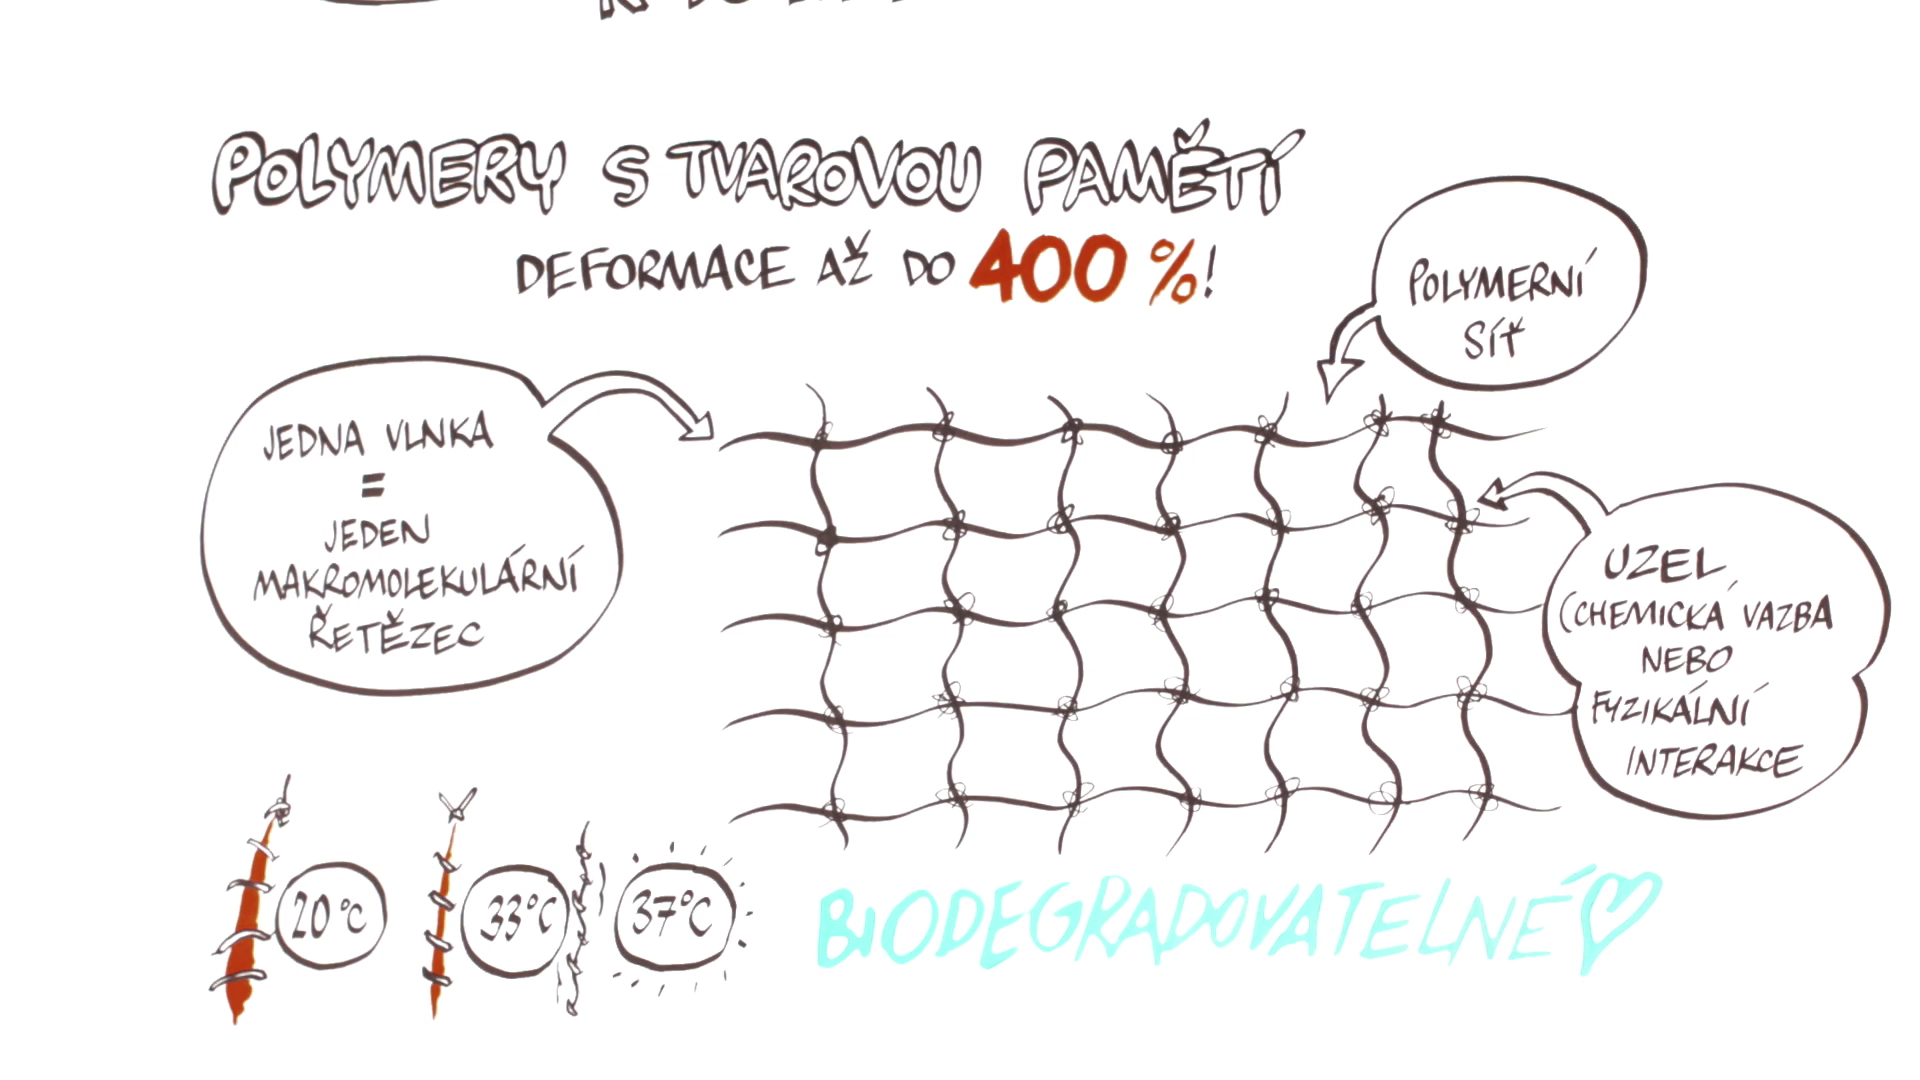 POLYMERY S TVAROVOU PAMĚTÍ
DEFORMACE AŽ DO 400 %!
POLYMERNÍ
SÍŤ
JEDNA VLNKA
=
JEDEN
MAKROMOLEKULÁRNÍ
ŘETĚZEC
UZEL
(CHEMICKÁ VAZBA
NEBO
FYZIKÁLNÍ
INTERAKCE
20°C
33°C
37°C
BIODEGRADOVATELNÉ